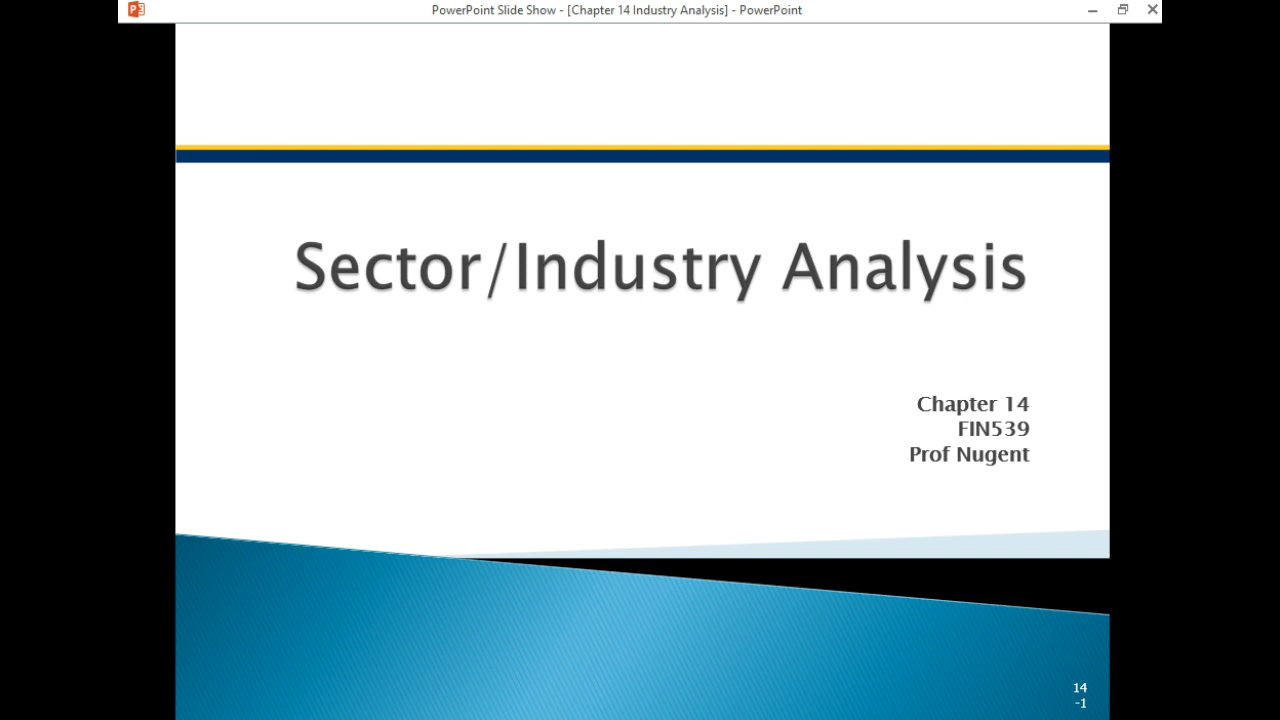 PowerPoint Slide Show - [Chapter 14 Industry Analysis] - PowerPoint
Sector/Industry Analysis
Chapter 14
FIN539
Prof Nugent
14
-1